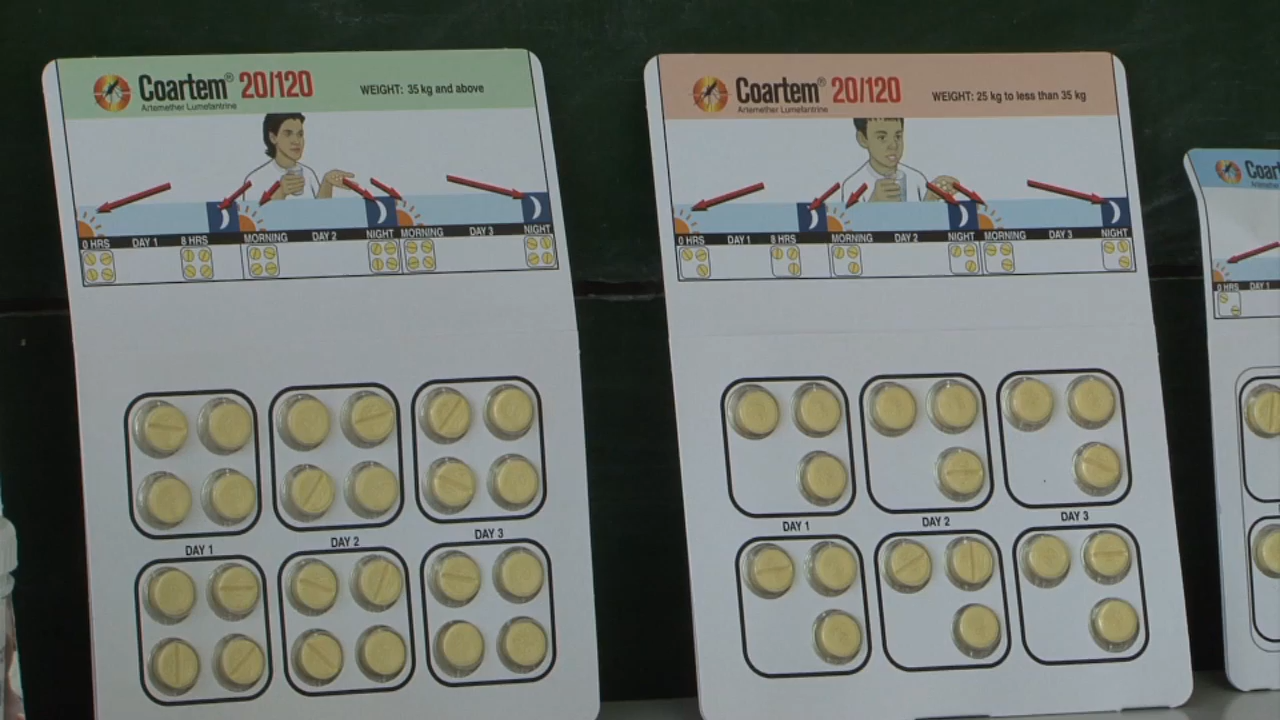 Coartem® 20/120
Artemether Lumefantrine
WEIGHT: 35 kg and above
0 HRS DAY 1 8 HRS MORNING DAY 2 NIGHT MORNING DAY 3 NIGHT
DAY 1 DAY 2 DAY 3
Coartem® 20/120
Artemether Lumefantrine
WEIGHT: 25 kg to less than 35 kg
0 HRS DAY 1 8 HRS MORNING DAY 2 NIGHT MORNING DAY 3 NIGHT
DAY 1 DAY 2 DAY 3
Coar
0 HRS DAY 1